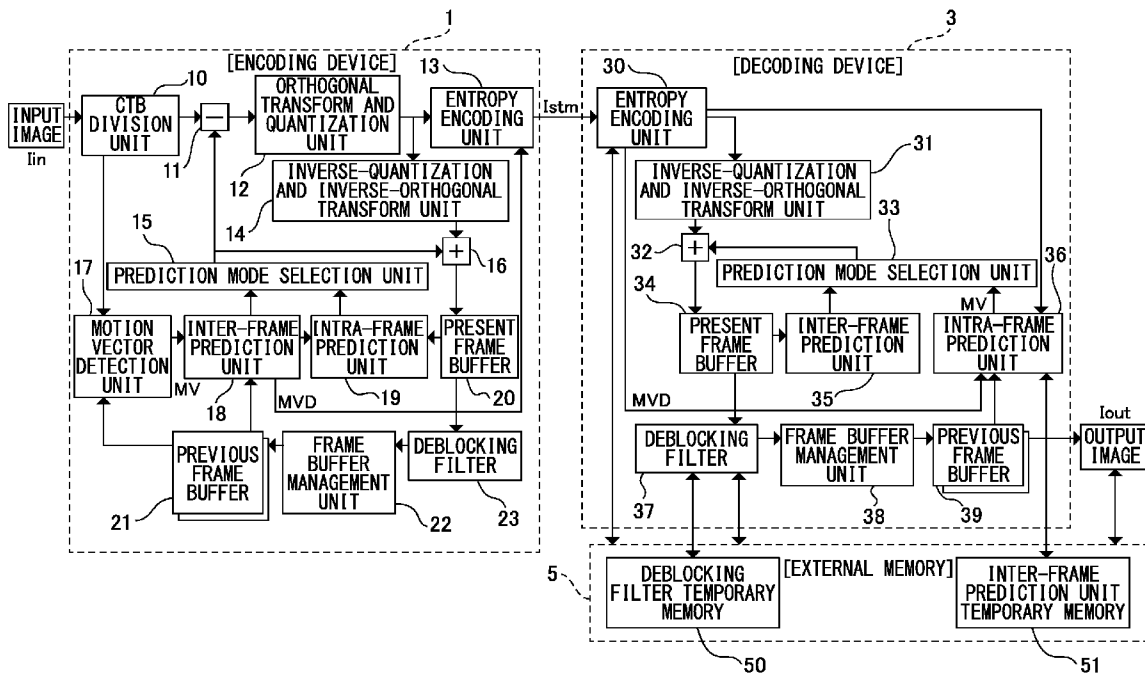 1
3
[ENCODING DEVICE]
[DECODING DEVICE]
10
13
30
INPUT
IMAGE
Iin
CTB
DIVISION
UNIT
−
11
ORTHOGONAL
TRANSFORM AND
QUANTIZATION
UNIT
12
ENTROPY
ENCODING
UNIT
Istm
ENTROPY
ENCODING
UNIT
INVERSE-QUANTIZATION
AND INVERSE-ORTHOGONAL
TRANSFORM UNIT
14
INVERSE-QUANTIZATION
AND INVERSE-ORTHOGONAL
TRANSFORM UNIT
31
15
+
16
32
+
33
PREDICTION MODE SELECTION UNIT
PREDICTION MODE SELECTION UNIT
17
34
MV
36
MOTION
VECTOR
DETECTION
UNIT
MV
INTER-FRAME
PREDICTION
UNIT
18
MVD
INTRA-FRAME
PREDICTION
UNIT
19
PRESENT
FRAME
BUFFER
20
PRESENT
FRAME
BUFFER
INTER-FRAME
PREDICTION
UNIT
35
INTRA-FRAME
PREDICTION
UNIT
MVD
Iout
PREVIOUS
FRAME
BUFFER
21
FRAME
BUFFER
MANAGEMENT
UNIT
22
DEBLOCKING
FILTER
23
DEBLOCKING
FILTER
37
FRAME BUFFER
MANAGEMENT
UNIT
38
PREVIOUS
FRAME
BUFFER
39
OUTPUT
IMAGE
5
[EXTERNAL MEMORY]
DEBLOCKING
FILTER TEMPORARY
MEMORY
50
INTER-FRAME
PREDICTION UNIT
TEMPORARY MEMORY
51